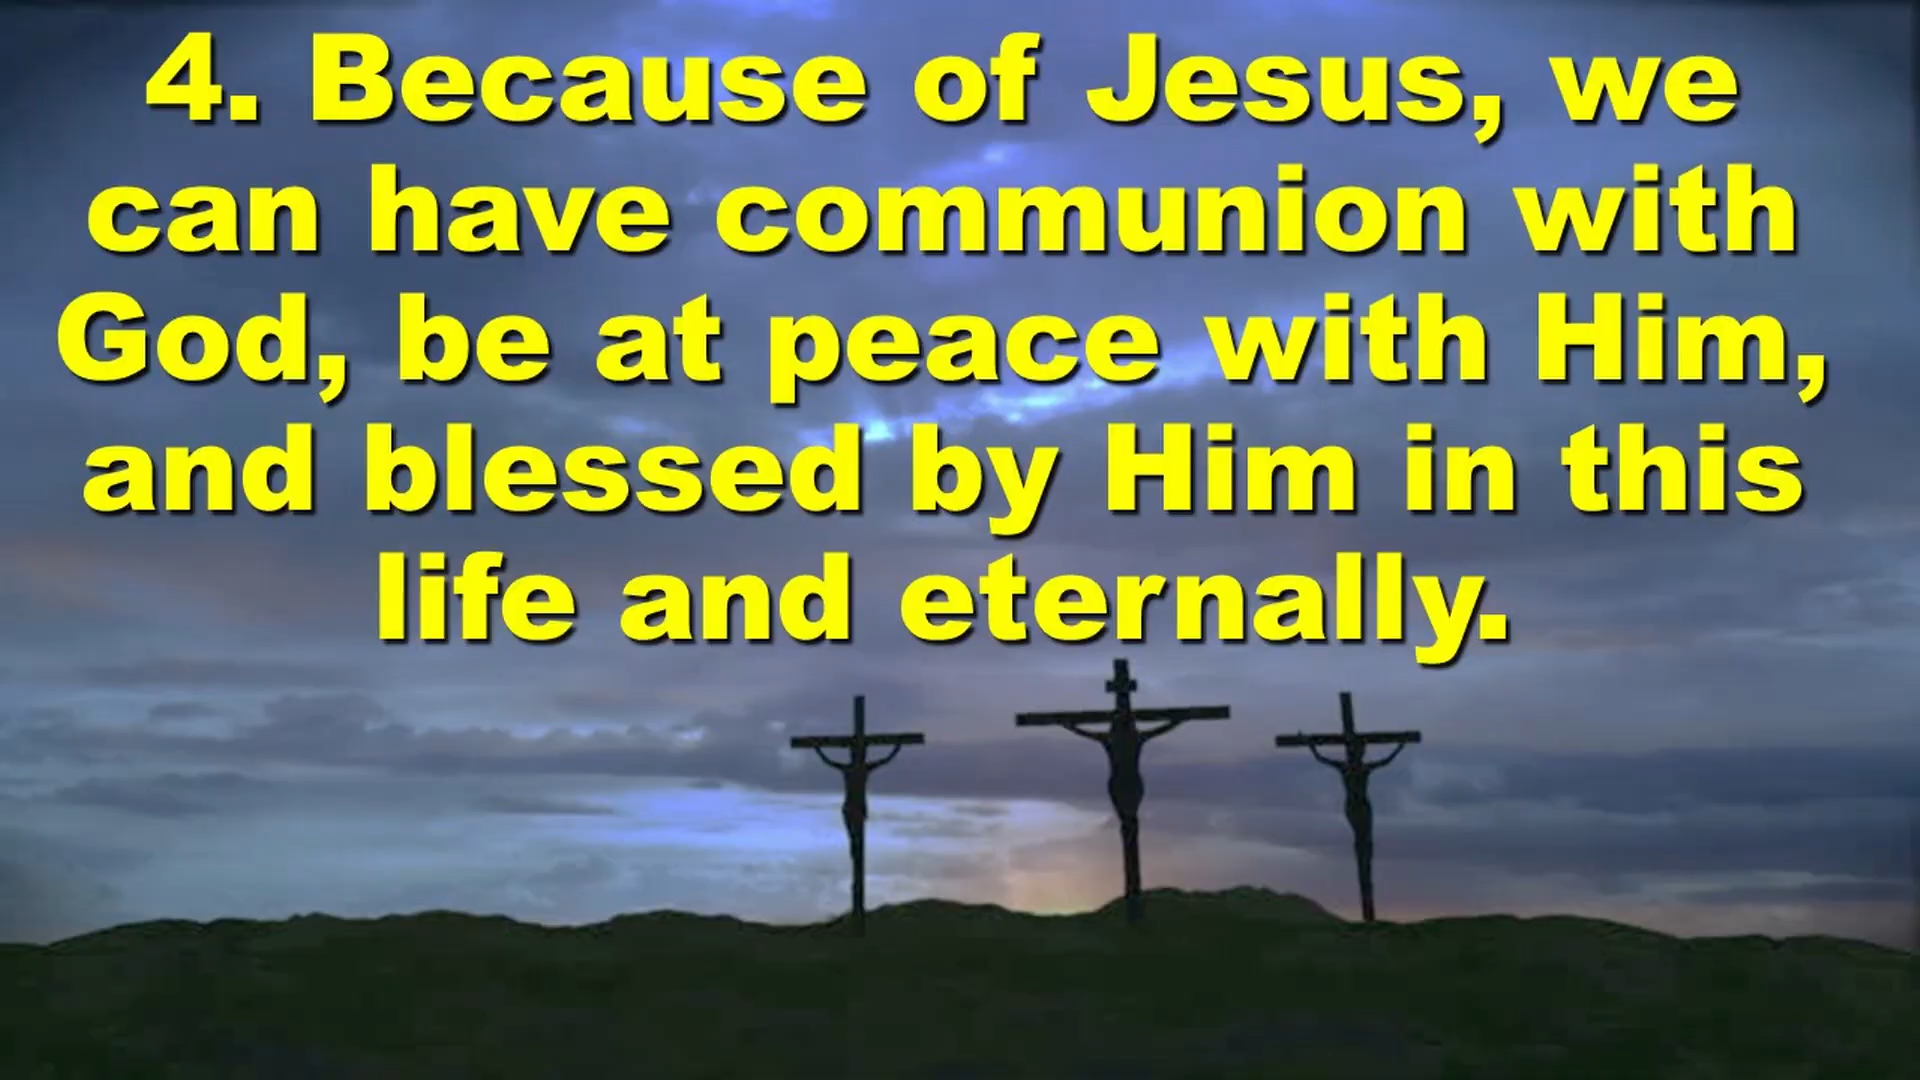 4. Because of Jesus, we
can have communion with
God, be at peace with Him,
and blessed by Him in this
life and eternally.